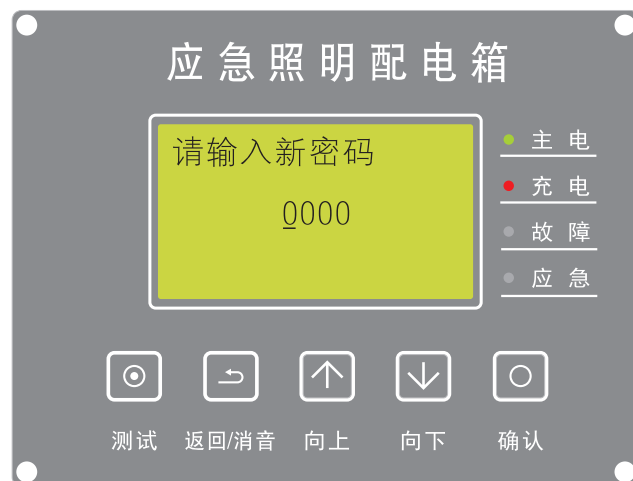 应急照明配电箱
请输入新密码
0000
主电
充电
故障
应急
测试
返回/消音
向上
向下
确认